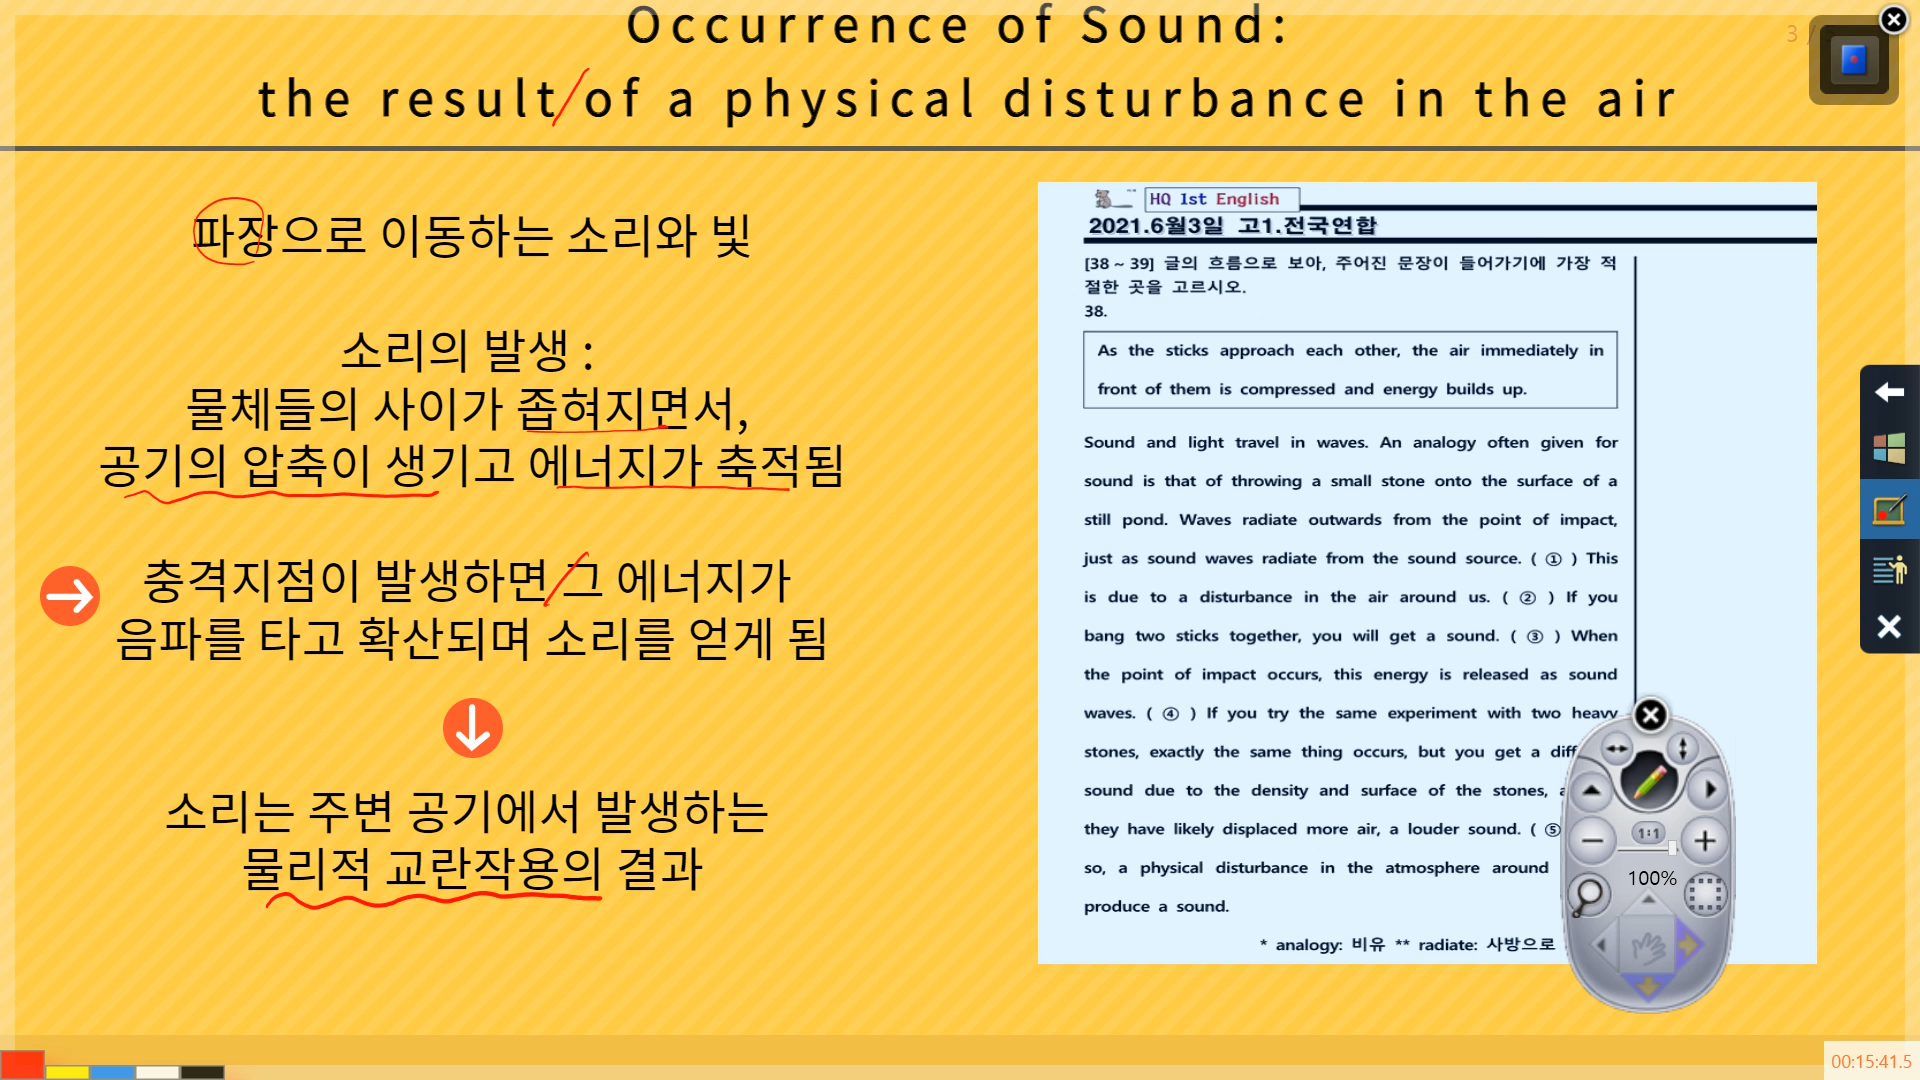 Occurrence of Sound:
the result of a physical disturbance in the air
3 /
파장으로 이동하는 소리와 빛
소리의 발생 :
물체들의 사이가 좁혀지면서,
공기의 압축이 생기고 에너지가 축적됨
충격지점이 발생하면 그 에너지가
음파를 타고 확산되며 소리를 얻게 됨
소리는 주변 공기에서 발생하는
물리적 교란작용의 결과
HQ 1st English
2021.6월3일 고1.전국연합
[38 ~ 39] 글의 흐름으로 보아, 주어진 문장이 들어가기에 가장 적
절한 곳을 고르시오.
38.
As the sticks approach each other, the air immediately in
front of them is compressed and energy builds up.
Sound and light travel in waves. An analogy often given for
sound is that of throwing a small stone onto the surface of a
still pond. Waves radiate outwards from the point of impact,
just as sound waves radiate from the sound source. ( ① ) This
is due to a disturbance in the air around us. ( ② ) If you
bang two sticks together, you will get a sound. ( ③ ) When
the point of impact occurs, this energy is released as sound
waves. ( ④ ) If you try the same experiment with two heavy
stones, exactly the same thing occurs, but you get a diff
sound due to the density and surface of the stones, a
they have likely displaced more air, a louder sound. ( ⑤
so, a physical disturbance in the atmosphere around
produce a sound.
* analogy: 비유 ** radiate: 사방으로
1:1
100%
00:15:41.5